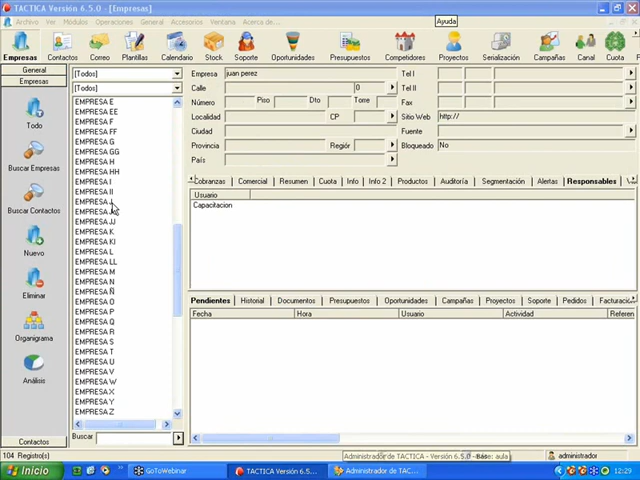 TACTICA Versión 6.5.0 - [Empresas]
Archivo Ver Módulos Operaciones General Accesorios Ventana Acerca de...
Ayuda
Empresas Contactos Correo Plantillas Calendario Stock Soporte Oportunidades Presupuestos Competidores Proyectos Serialización Campañas Canal Cuota
General
Empresas
Todo
Buscar Empresas
Buscar Contactos
Nuevo
Eliminar
Organigrama
Análisis
Contactos
[Todos]
[Todos]
EMPRESA E
EMPRESA EE
EMPRESA F
EMPRESA FF
EMPRESA G
EMPRESA GG
EMPRESA H
EMPRESA HH
EMPRESA I
EMPRESA II
EMPRESA J
EMPRESA JJ
EMPRESA K
EMPRESA KI
EMPRESA L
EMPRESA LL
EMPRESA M
EMPRESA N
EMPRESA Ñ
EMPRESA O
EMPRESA P
EMPRESA Q
EMPRESA R
EMPRESA S
EMPRESA T
EMPRESA U
EMPRESA V
EMPRESA W
EMPRESA X
EMPRESA Y
EMPRESA Z
Buscar
Empresa juan perez
Calle 0
Número Piso Dto Torre
Localidad CP
Ciudad
Provincia Región
País
Tel I
Tel II
Fax
Sitio Web http://
Fuente
Bloqueado No
Cobranzas Comercial Resumen Cuota Info Info 2 Productos Auditoría Segmentación Alertas Responsables
Usuario
Capacitacion
Pendientes Historial Documentos Presupuestos Oportunidades Campañas Proyectos Soporte Pedidos Facturación
Fecha Hora Usuario Actividad Referen
104 Registro(s)
Administrador de TACTICA - Versión 6.5.0 - Base: aula
administrador
Inicio
GoToWebinar
TACTICA Versión 6.5....
Administrador de TAC...
12:29